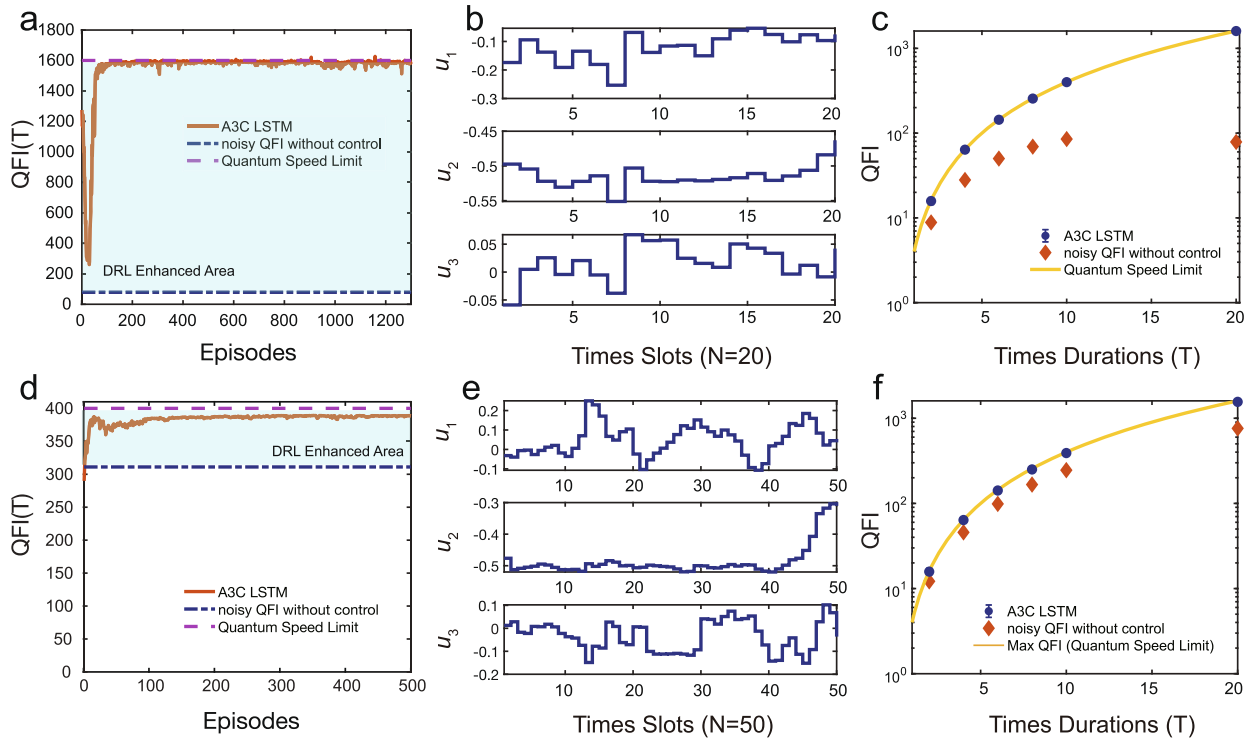 a
1800
1600
1400
1200
1000
800
600
400
200
0
QFI(T)
A3C LSTM
noisy QFI without control
Quantum Speed Limit
DRL Enhanced Area
0 200 400 600 800 1000 1200
Episodes
b
-0.1
-0.2
-0.3
u1
5 10 15 20
-0.45
-0.5
-0.55
u2
5 10 15 20
0.05
0
-0.05
u3
5 10 15 20
Times Slots (N=20)
c
10^3
10^2
10^1
10^0
QFI
A3C LSTM
noisy QFI without control
Quantum Speed Limit
5 10 15 20
Times Durations (T)
d
400
350
300
250
200
150
100
50
0
QFI(T)
DRL Enhanced Area
A3C LSTM
noisy QFI without control
Quantum Speed Limit
0 100 200 300 400 500
Episodes
e
0.2
0.1
0
-0.1
u1
10 20 30 40 50
-0.3
-0.4
-0.5
u2
10 20 30 40 50
0.1
0
-0.1
-0.2
u3
10 20 30 40 50
Times Slots (N=50)
f
10^3
10^2
10^1
10^0
QFI
A3C LSTM
noisy QFI without control
Max QFI (Quantum Speed Limit)
5 10 15 20
Times Durations (T)